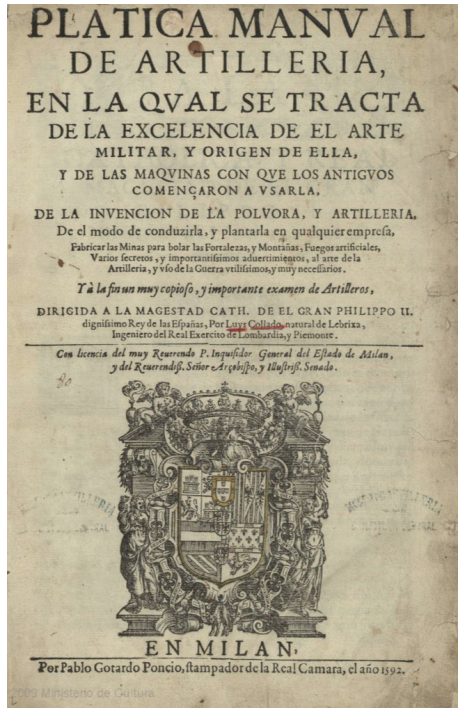 PLATICA MANVAL
DE ARTILLERIA,
EN LA QVAL SE TRACTA
DE LA EXCELENCIA DE EL ARTE
MILITAR, Y ORIGEN DE ELLA,
Y DE LAS MAQVINAS CON QVE LOS ANTIGVOS
COMENÇARON A VSARLA,
DE LA INVENCION DE LA POLVORA, Y ARTILLERIA,
De el modo de conduzirla, y plantarla en qualquier empresa,
Fabricar las Minas para bolar las Fortalezas, y Montañas, Fuegos artificiales,
Varios secretos, y importantissimos aduertimientos, al arte de la
Artilleria, y vso de la Guerra vtilissimos, y muy necessarios.
Y à la fin un muy copioso, y importante examen de Artilleros,
DIRIGIDA A LA MAGESTAD CATH. DE EL GRAN PHILIPPO II.
dignissimo Rey de las Españas, Por Luys Collado, natural de Lebrixa,
Ingeniero del Real Exercito de Lombardia, y Piemonte.
Con licencia del muy Reuerendo P. Inquisidor General del Estado de Milan,
y del Reuerendiss. Señor Arçobispo, y Illustriss. Senado.
EN MILAN,
Por Pablo Gotardo Poncio, stampador de la Real Camara, el año 1592.
2009 Ministerio de Cultura